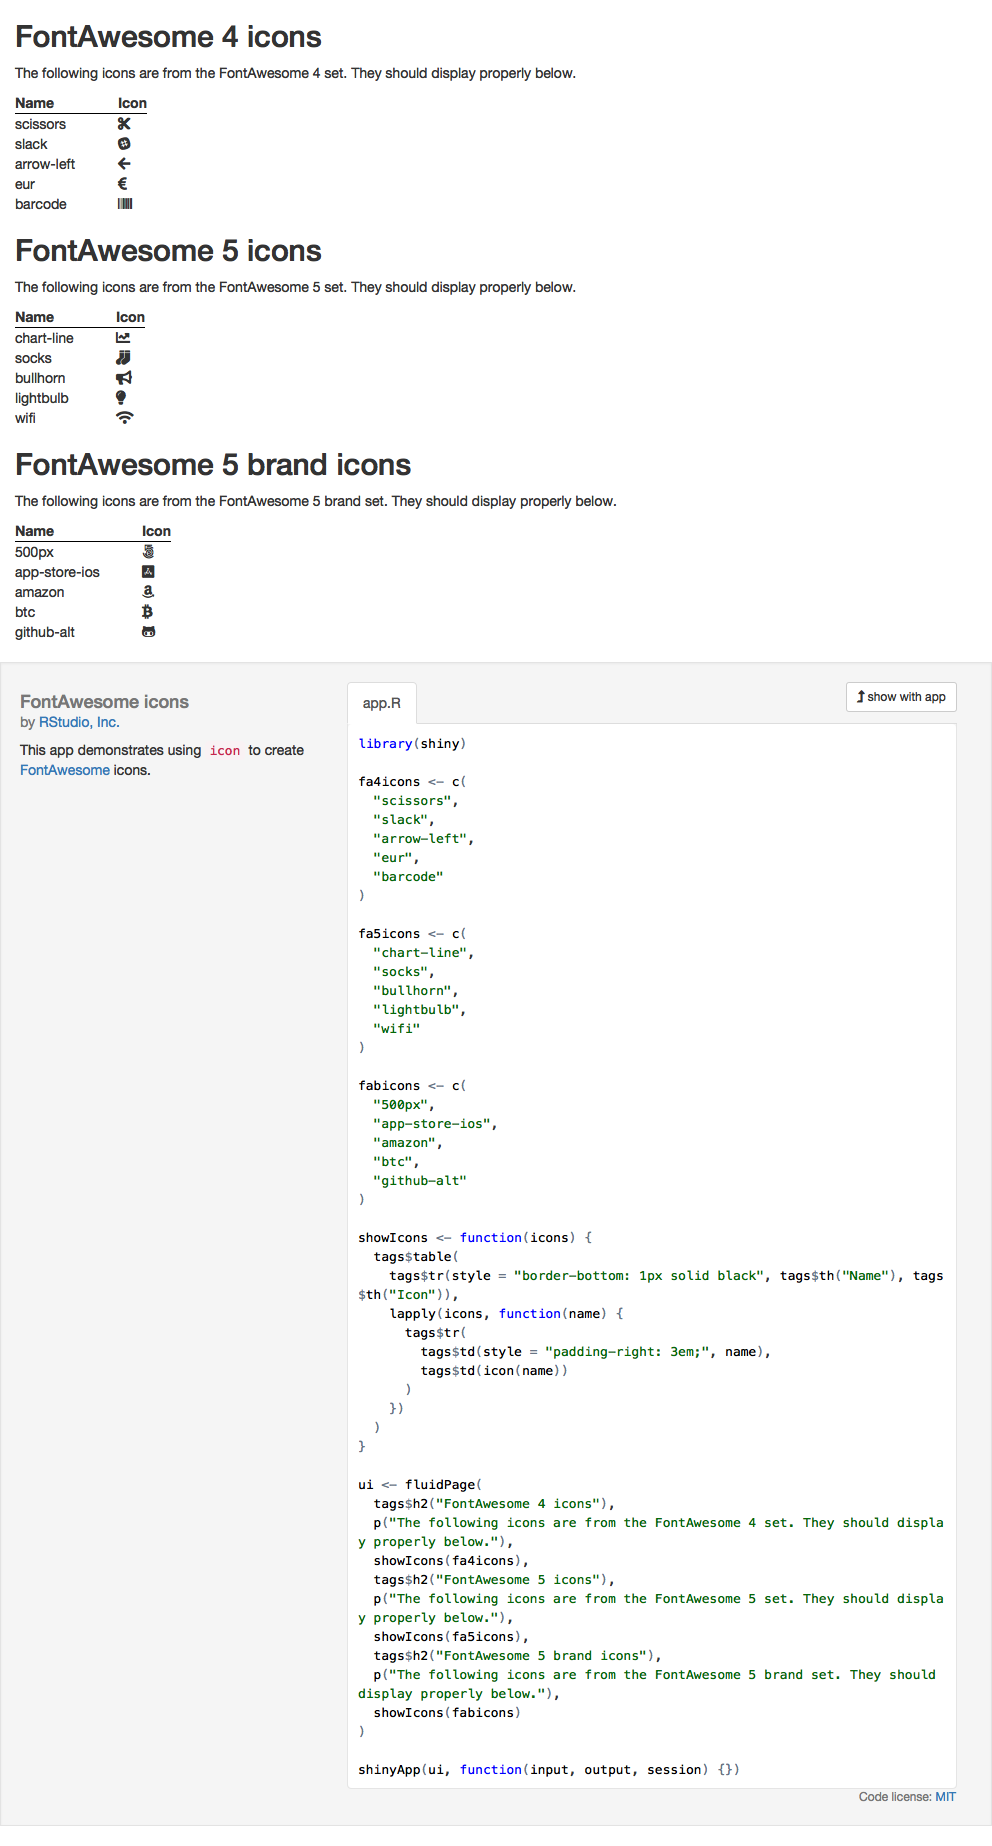 FontAwesome 4 icons
The following icons are from the FontAwesome 4 set. They should display properly below.
Name Icon
scissors
slack
arrow-left
eur
barcode
FontAwesome 5 icons
The following icons are from the FontAwesome 5 set. They should display properly below.
Name Icon
chart-line
socks
bullhorn
lightbulb
wifi
FontAwesome 5 brand icons
The following icons are from the FontAwesome 5 brand set. They should display properly below.
Name Icon
500px
app-store-ios
amazon
btc
github-alt
FontAwesome icons
by RStudio, Inc.
This app demonstrates using icon to create
FontAwesome icons.
app.R
show with app
library(shiny)
fa4icons <- c(
  "scissors",
  "slack",
  "arrow-left",
  "eur",
  "barcode"
)
fa5icons <- c(
  "chart-line",
  "socks",
  "bullhorn",
  "lightbulb",
  "wifi"
)
fabicons <- c(
  "500px",
  "app-store-ios",
  "amazon",
  "btc",
  "github-alt"
)
showIcons <- function(icons) {
  tags$table(
    tags$tr(style = "border-bottom: 1px solid black", tags$th("Name"), tags
$th("Icon")),
    lapply(icons, function(name) {
      tags$tr(
        tags$td(style = "padding-right: 3em;", name),
        tags$td(icon(name))
      )
    })
  )
}
ui <- fluidPage(
  tags$h2("FontAwesome 4 icons"),
  p("The following icons are from the FontAwesome 4 set. They should displa
y properly below."),
  showIcons(fa4icons),
  tags$h2("FontAwesome 5 icons"),
  p("The following icons are from the FontAwesome 5 set. They should displa
y properly below."),
  showIcons(fa5icons),
  tags$h2("FontAwesome 5 brand icons"),
  p("The following icons are from the FontAwesome 5 brand set. They should
display properly below."),
  showIcons(fabicons)
)
shinyApp(ui, function(input, output, session) {})
Code license: MIT